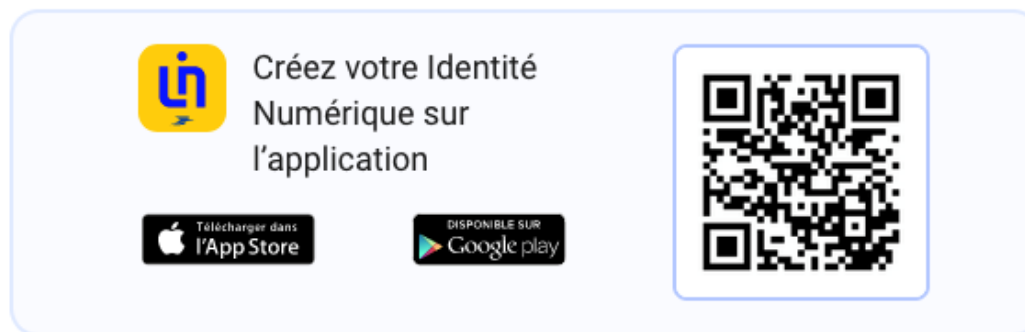 Créez votre Identité
Numérique sur
l’application
Télécharger dans
l’App Store
DISPONIBLE SUR
Google play